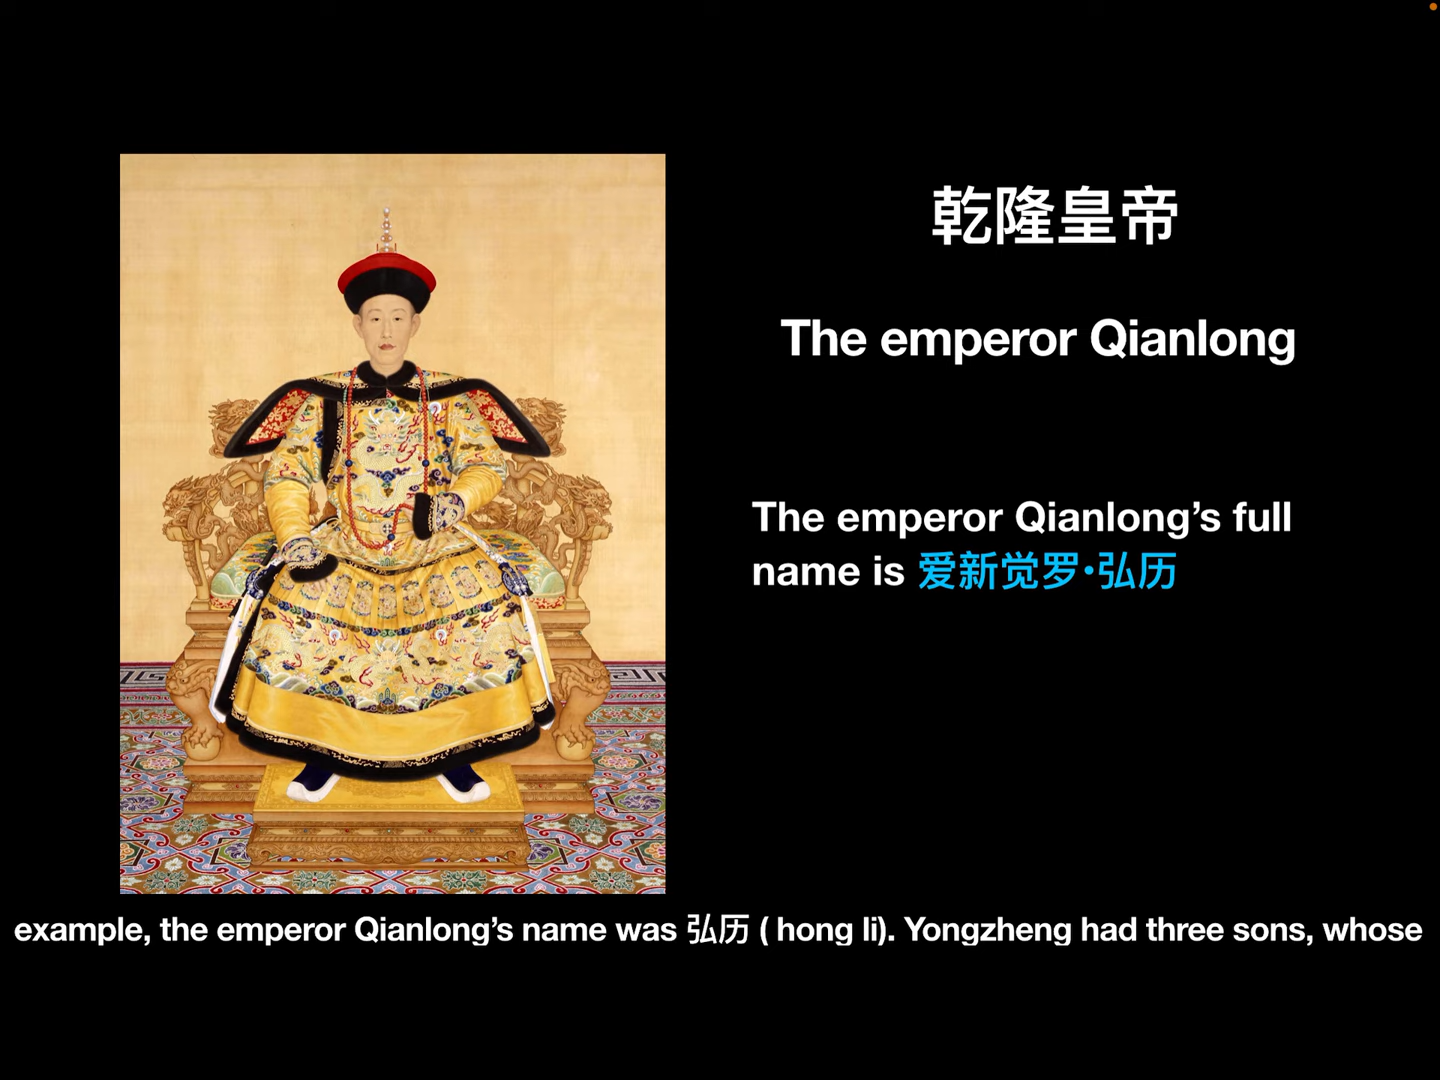 乾隆皇帝
The emperor Qianlong
The emperor Qianlong’s full
name is 爱新觉罗·弘历
example, the emperor Qianlong’s name was 弘历 ( hong li). Yongzheng had three sons, whose